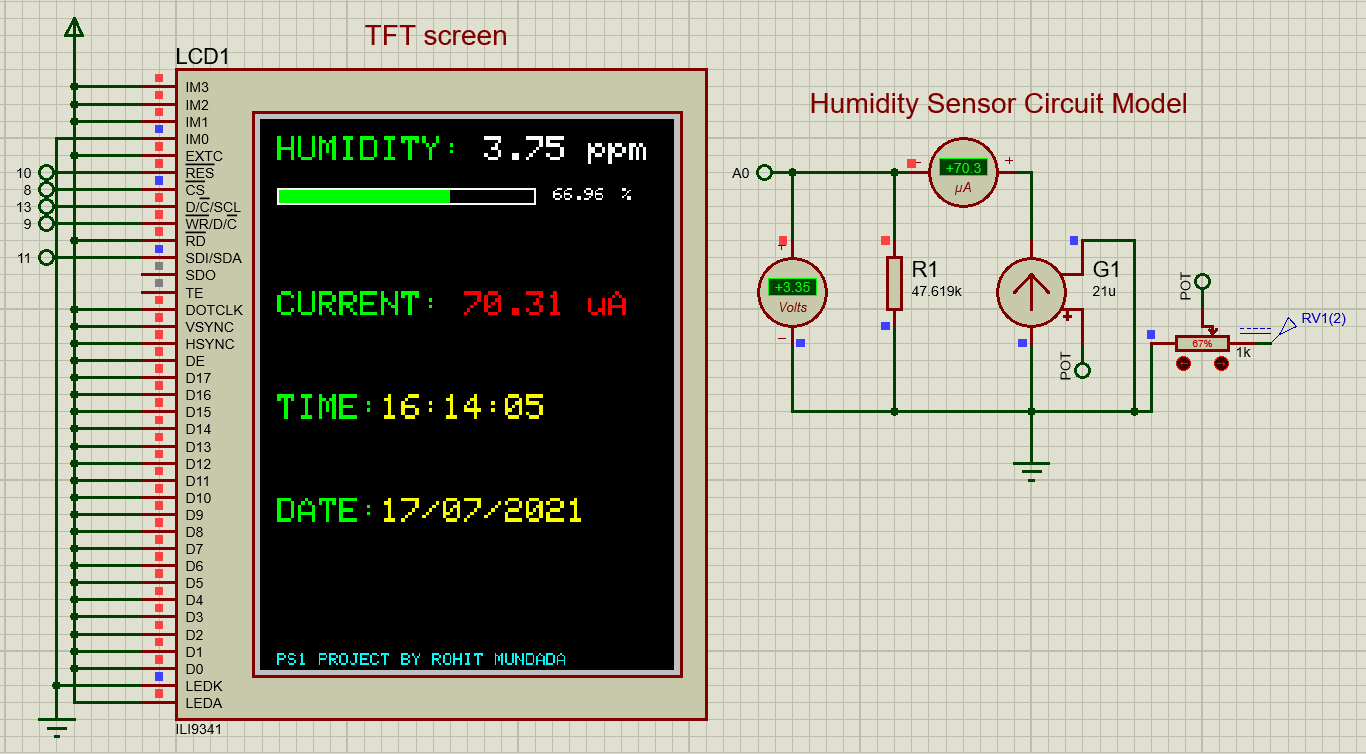 TFT screen
LCD1
IM3
IM2
IM1
IM0
EXTC
10 RES
8 CS
13 D/C/SCL
9 WR/D/C
RD
11 SDI/SDA
SDO
TE
DOTCLK
VSYNC
HSYNC
DE
D17
D16
D15
D14
D13
D12
D11
D10
D9
D8
D7
D6
D5
D4
D3
D2
D1
D0
LEDK
LEDA
ILI9341
HUMIDITY: 3.75 ppm
66.96 %
CURRENT: 70.31 uA
TIME:16:14:05
DATE:17/07/2021
PS1 PROJECT BY ROHIT MUNDADA
Humidity Sensor Circuit Model
A0
+70.3
µA
+3.35
Volts
R1
47.619k
G1
21u
POT
POT
67%
1k
RV1(2)